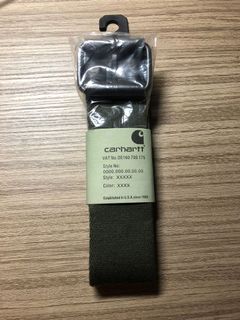 carhartt
VAT No.DE160 730 175
Style No:
0000.000.00.00.00
Style: XXXXX
Color: XXXX
Established in U.S.A. since 1889